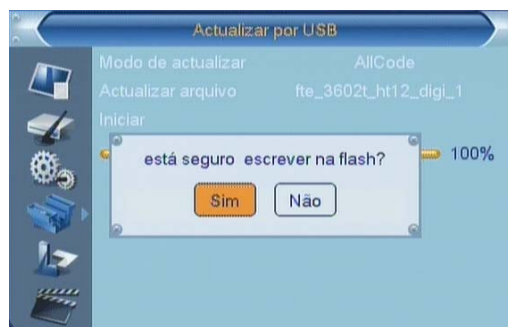 Actualizar por USB
Modo de actualizar AllCode
Actualizar arquivo fte_3602t_ht12_digi_1
Iniciar
100%
está seguro escrever na flash?
Sim Não